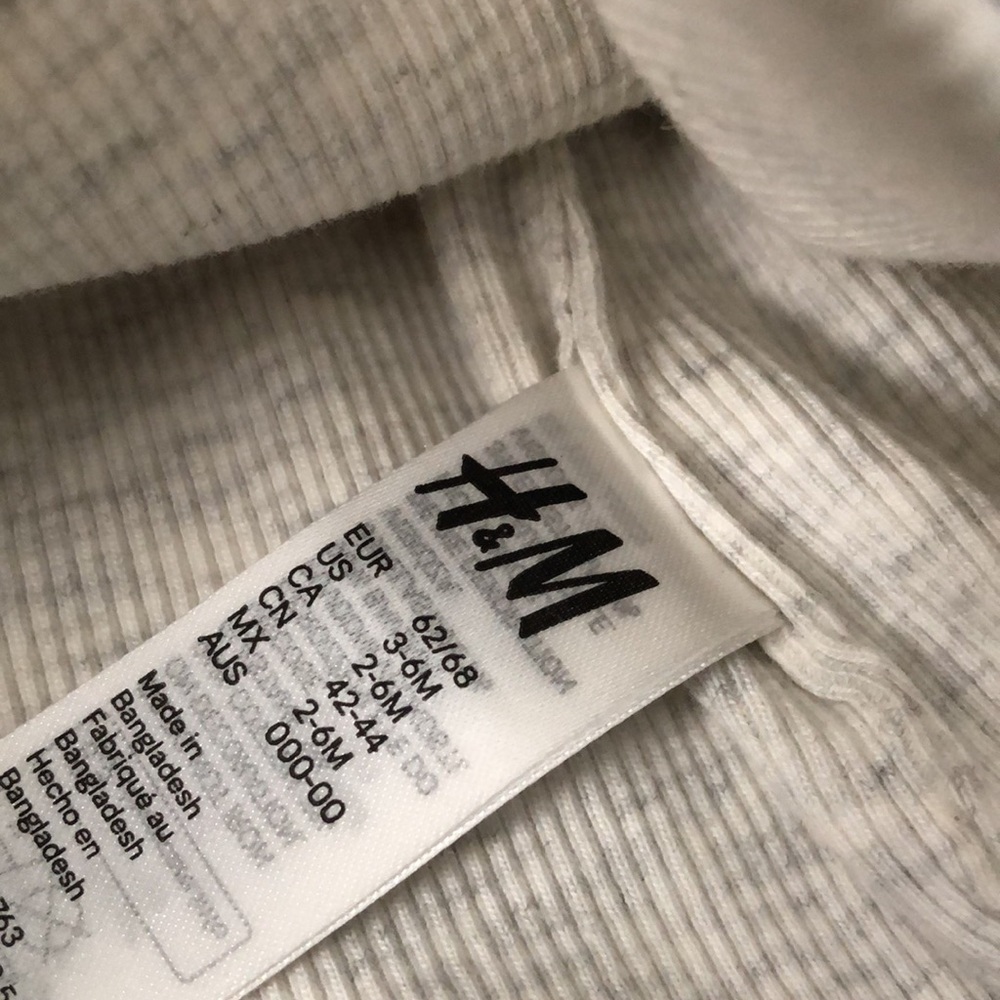 H&M
EUR 62/68
US 3-6M
CA 2-6M
CN 42-44
MX 2-6M
AUS 000-00
Made in
Bangladesh
Fabriqué au
Bangladesh
Hecho en
Bangladesh
763